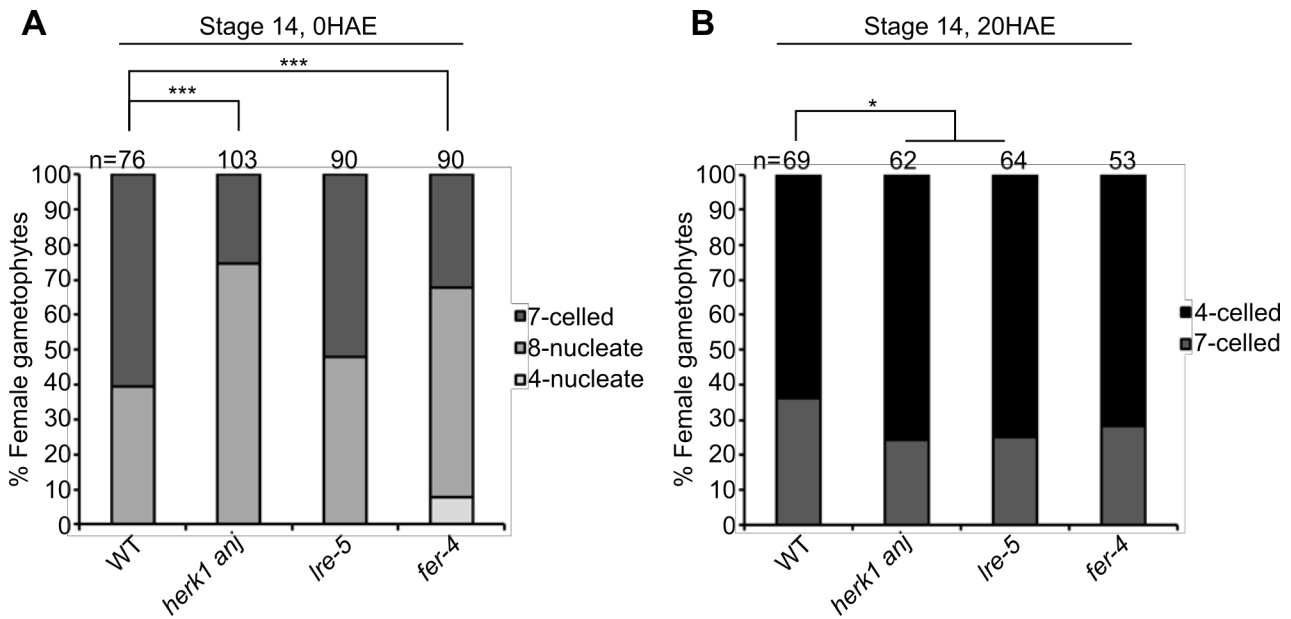 A
Stage 14, 0HAE
***
***
n=76 103 90 90
100
90
80
70
60
50
40
30
20
10
0
% Female gametophytes
7-celled
8-nucleate
4-nucleate
WT
herk1 anj
lre-5
fer-4
B
Stage 14, 20HAE
*
n=69 62 64 53
100
90
80
70
60
50
40
30
20
10
0
% Female gametophytes
4-celled
7-celled
WT
herk1 anj
lre-5
fer-4